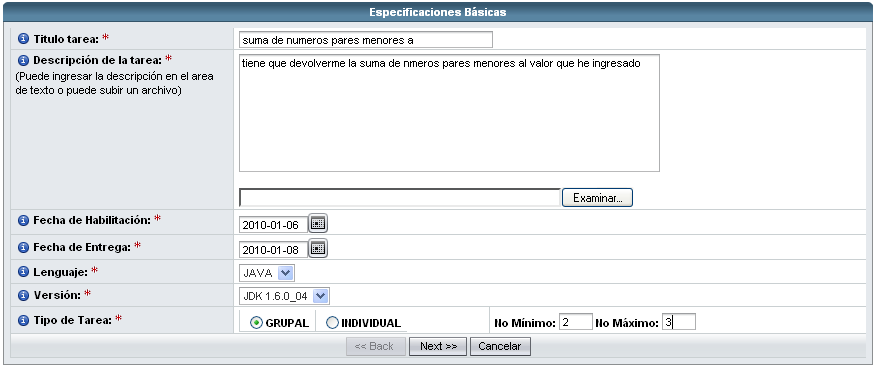 Especificaciones Básicas
Titulo tarea: *
suma de numeros pares menores a
Descripción de la tarea: *
(Puede ingresar la descripción en el area
de texto o puede subir un archivo)
tiene que devolverme la suma de nmeros pares menores al valor que he ingresado
Examinar...
Fecha de Habilitación: *
2010-01-06
Fecha de Entrega: *
2010-01-08
Lenguaje: *
JAVA
Versión: *
JDK 1.6.0_04
Tipo de Tarea: *
GRUPAL INDIVIDUAL No Mínimo: 2 No Máximo: 3
<< Back Next >> Cancelar